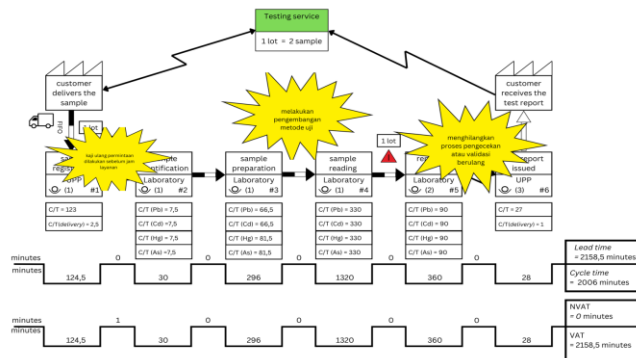 Testing service
1 lot = 2 sample
customer
delivers the
sample
customer
receives the
test report
FIFO
1 lot
kaji ulang permintaan
dilakukan sebelum jam
layanan
melakukan
pengembangan
metode uji
1 lot
menghilangkan
proses pengecekan
atau validasi
berulang
UPP
(1) #1
Laboratory
(1) #2
sample
preparation
Laboratory
(1) #3
sample
reading
Laboratory
(1) #4
Laboratory
(2) #5
report
issued
UPP
(3) #6
C/T = 123
C/T(delivery) = 2,5
C/T (Pb) = 7,5
C/T (Cd) = 7,5
C/T (Hg) = 7,5
C/T (As) =7,5
C/T (Pb) = 66,5
C/T (Cd) = 66,5
C/T (Hg) = 81,5
C/T (As) = 81,5
C/T (Pb) = 330
C/T (Cd) = 330
C/T (Hg) = 330
C/T (As) = 330
C/T (Pb) = 90
C/T (Cd) = 90
C/T (Hg) = 90
C/T (As) = 90
C/T = 27
C/T(delivery) = 1
minutes 0 0 0 0 0
minutes 124,5 30 296 1320 360 28
Lead time
= 2158,5 minutes
Cycle time
= 2006 minutes
minutes 1 0 0 0 0
minutes 124,5 30 296 1320 360 28
NVAT
= 0 minutes
VAT
= 2158,5 minutes